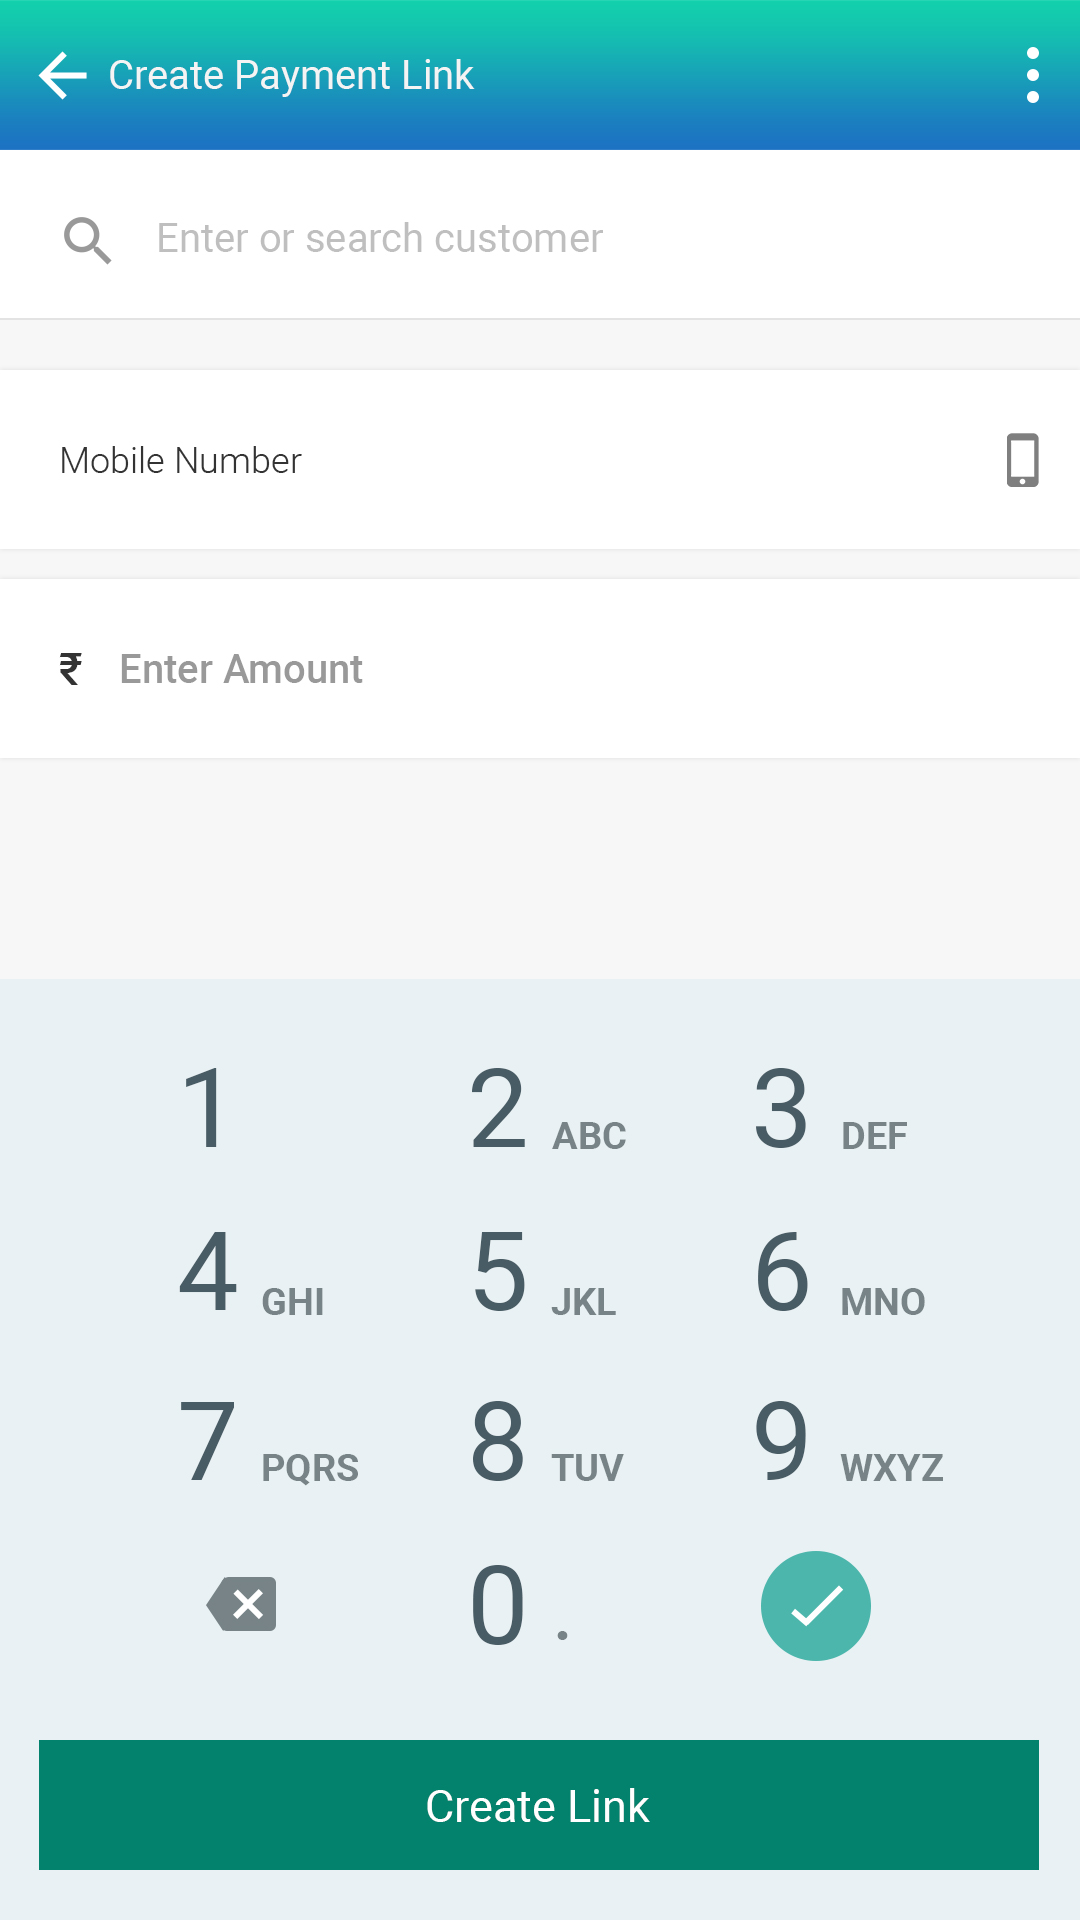 Create Payment Link
Enter or search customer
Mobile Number
₹ Enter Amount
1 2 ABC 3 DEF
4 GHI 5 JKL 6 MNO
7 PQRS 8 TUV 9 WXYZ
0 .
Create Link